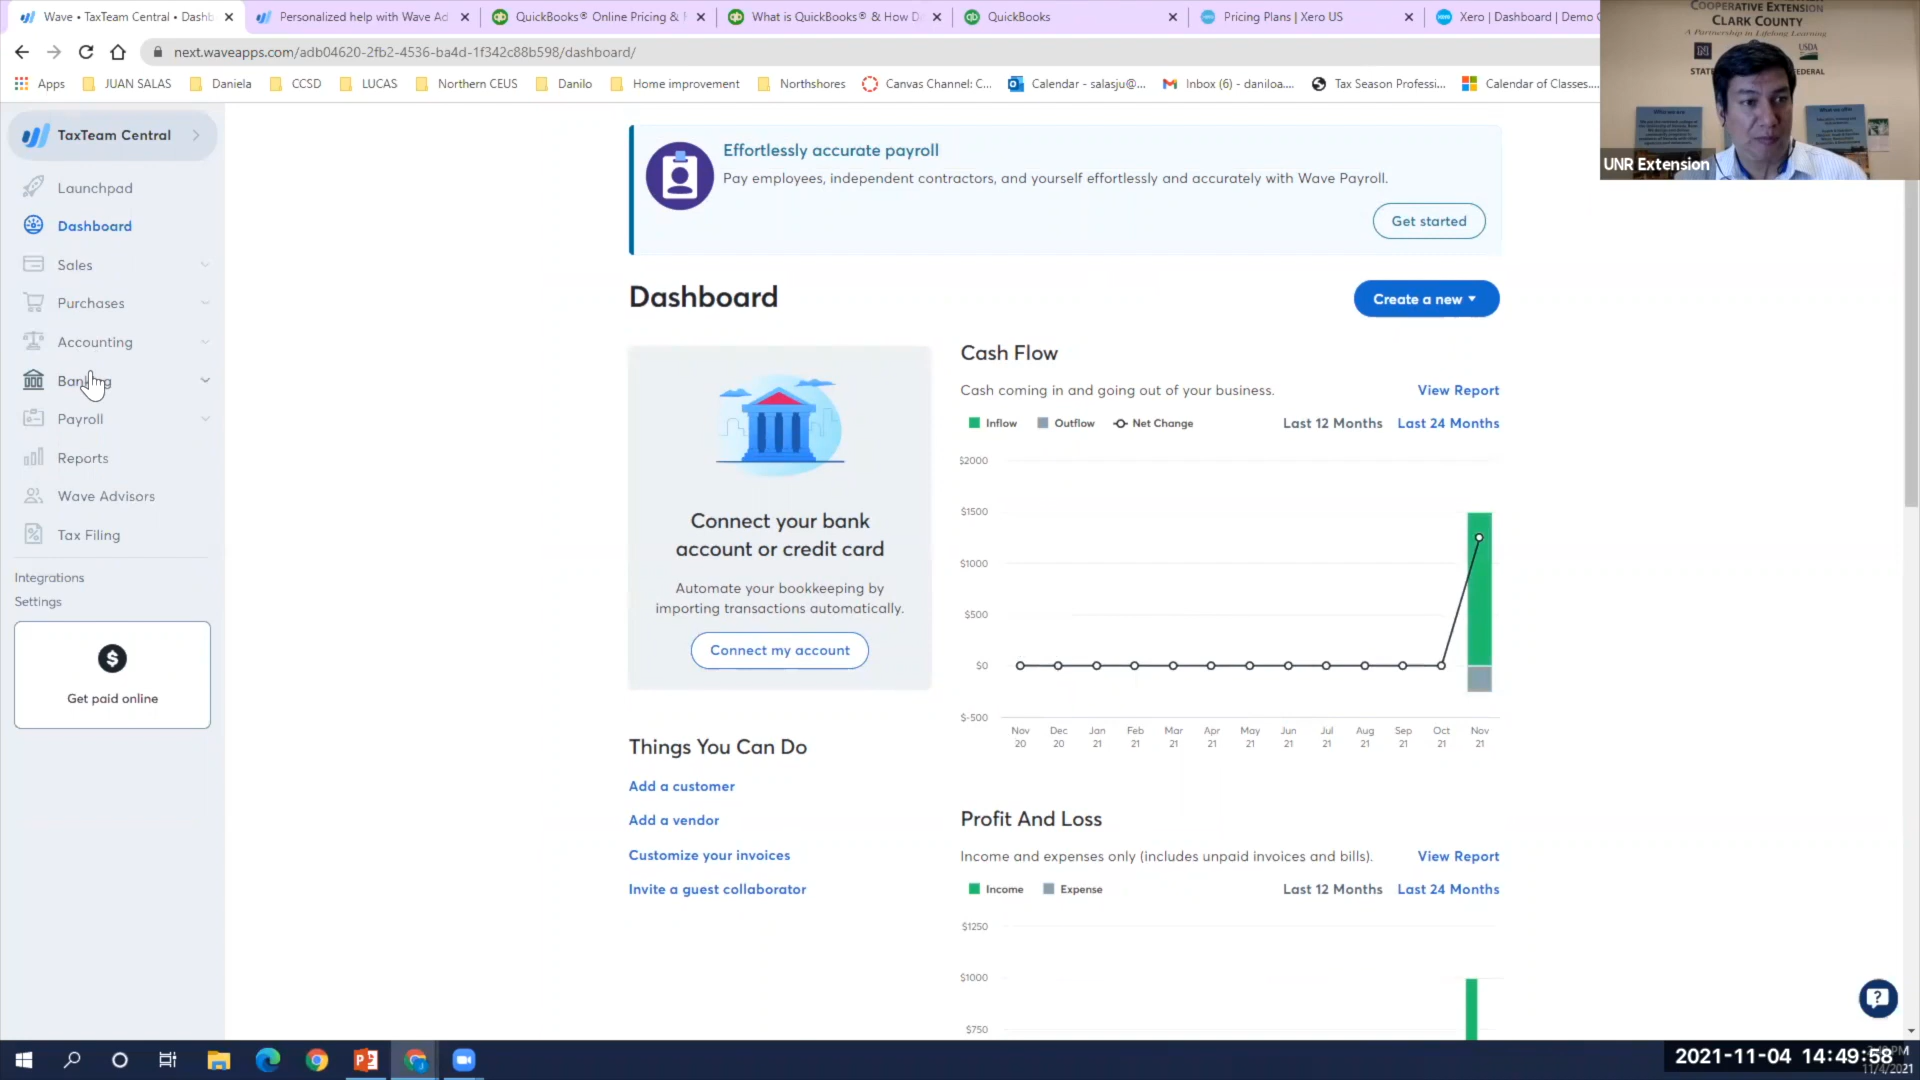 Wave • TaxTeam Central • Dashb
Personalized help with Wave Ad
QuickBooks® Online Pricing &
What is QuickBooks® & How D
QuickBooks
Pricing Plans | Xero US
Xero | Dashboard | Demo C
next.waveapps.com/adb04620-2fb2-4536-ba4d-1f342c88b598/dashboard/
Apps
JUAN SALAS
Daniela
CCSD
LUCAS
Northern CEUS
Danilo
Home improvement
Northshores
Canvas Channel: C...
Calendar - salasju@...
Inbox (6) - daniloa....
Tax Season Professi...
Calendar of Classes....
COOPERATIVE EXTENSION
CLARK COUNTY
A Partnership in Lifelong Learning
USDA
UNR Extension
TaxTeam Central
Launchpad
Dashboard
Sales
Purchases
Accounting
Banking
Payroll
Reports
Wave Advisors
Tax Filing
Integrations
Settings
Get paid online
Effortlessly accurate payroll
Pay employees, independent contractors, and yourself effortlessly and accurately with Wave Payroll.
Get started
Dashboard
Create a new
Connect your bank
account or credit card
Automate your bookkeeping by
importing transactions automatically.
Connect my account
Things You Can Do
Add a customer
Add a vendor
Customize your invoices
Invite a guest collaborator
Cash Flow
Cash coming in and going out of your business.
View Report
Inflow Outflow Net Change
Last 12 Months Last 24 Months
$2000
$1500
$1000
$500
$0
$-500
Nov Dec Jan Feb Mar Apr May Jun Jul Aug Sep Oct Nov
20 20 21 21 21 21 21 21 21 21 21 21 21
Profit And Loss
Income and expenses only (includes unpaid invoices and bills).
View Report
Income Expense
Last 12 Months Last 24 Months
$1250
$1000
$750
2021-11-04 14:49:58
11/4/2021